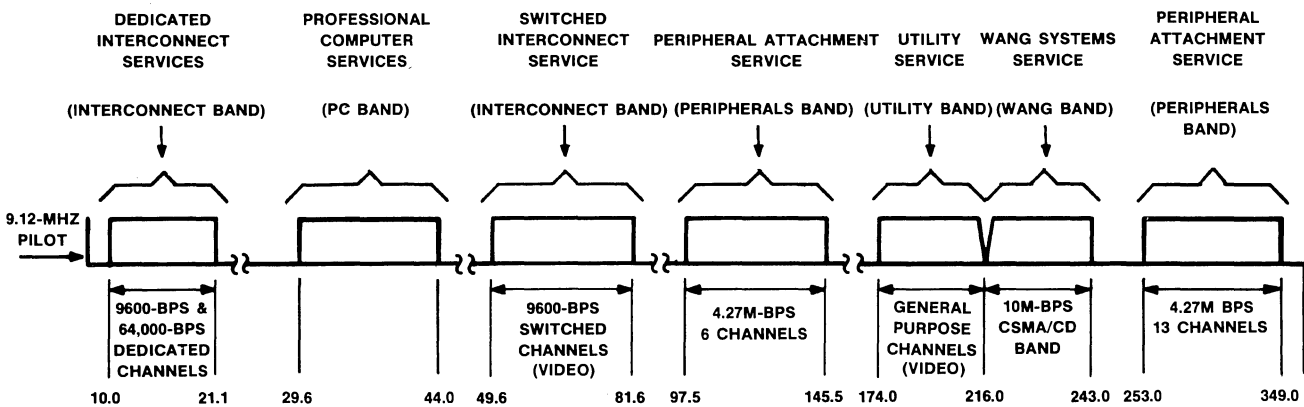 DEDICATED
INTERCONNECT
SERVICES
(INTERCONNECT BAND)
PROFESSIONAL
COMPUTER
SERVICES
(PC BAND)
SWITCHED
INTERCONNECT
SERVICE
(INTERCONNECT BAND)
PERIPHERAL ATTACHMENT
SERVICE
(PERIPHERALS BAND)
UTILITY
SERVICE
(UTILITY BAND)
WANG SYSTEMS
SERVICE
(WANG BAND)
PERIPHERAL
ATTACHMENT
SERVICE
(PERIPHERALS
BAND)
9.12-MHZ
PILOT
9600-BPS &
64,000-BPS
DEDICATED
CHANNELS
9600-BPS
SWITCHED
CHANNELS
(VIDEO)
4.27M-BPS
6 CHANNELS
GENERAL
PURPOSE
CHANNELS
(VIDEO)
10M-BPS
CSMA/CD
BAND
4.27M BPS
13 CHANNELS
10.0 21.1 29.6 44.0 49.6 81.6 97.5 145.5 174.0 216.0 243.0 253.0 349.0